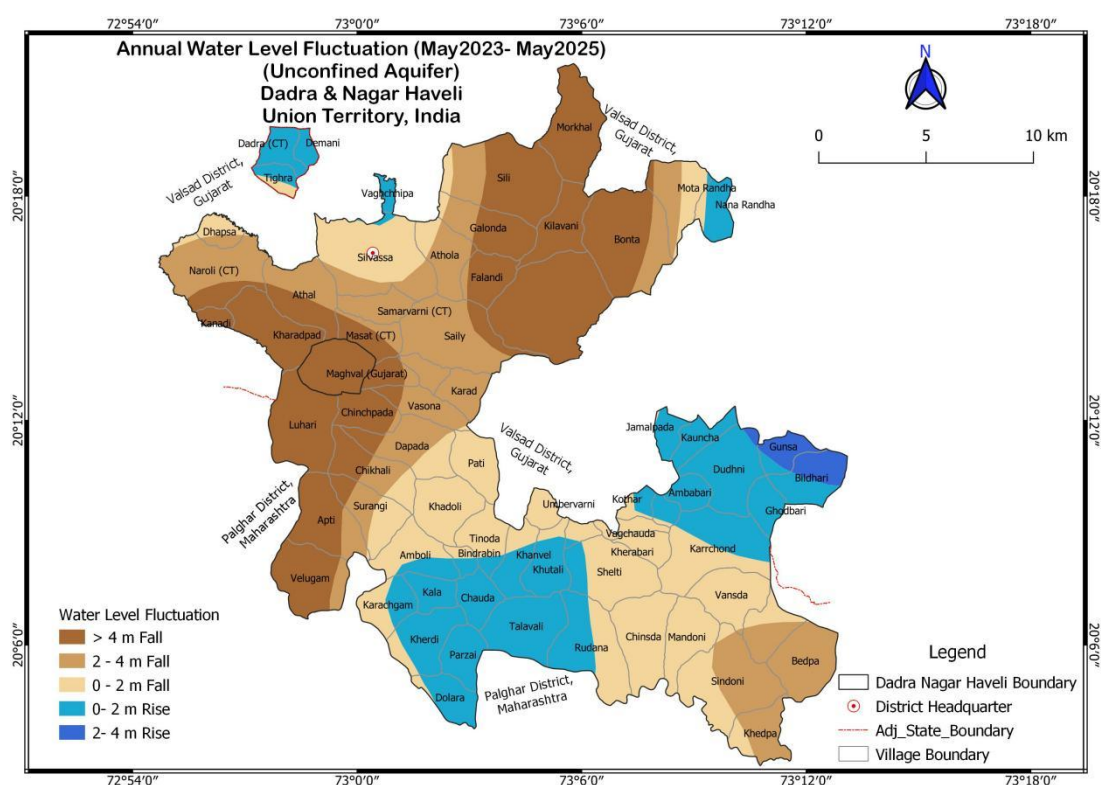 72°54′0″
73°0′0″
73°6′0″
73°12′0″
73°18′0″
Annual Water Level Fluctuation (May2023- May2025)
(Unconfined Aquifer)
Dadra & Nagar Haveli
Union Territory, India
N
0 5 10 km
Valsad District,
Gujarat
Valsad District,
Gujarat
Morkhal
Dadra (CT)
Demani
Tighra
Vaghchhipa
Sili
Mota Randha
Nana Randha
20°18′0″
20°18′0″
Dhapsa
Galonda
Kilavani
Bonta
Silvassa
Athola
Naroli (CT)
Falandi
Athal
Samarvarni (CT)
Kanadi
Kharadpad
Masat (CT)
Saily
Maghval (Gujarat)
Karad
Luhari
Chinchpada
Vasona
20°12′0″
20°12′0″
Valsad District,
Gujarat
Jamalpada
Kauncha
Gunsa
Dapada
Pati
Chikhali
Dudhni
Bildhari
Palghar District,
Maharashtra
Surangi
Khadoli
Umbervarni
Kothar
Ambabari
Ghodbari
Apti
Tinoda
Vagchauda
Amboli
Bindrabin
Khanvel
Kherabari
Karrchond
Velugam
Khutali
Shelti
Karachgam
Kala
Chauda
Vansda
Talavali
Kherdi
Parzai
Rudana
Chinsda
Mandoni
Bedpa
Sindoni
Dolara
Palghar District,
Maharashtra
Khedpa
20°6′0″
20°6′0″
Water Level Fluctuation
> 4 m Fall
2 - 4 m Fall
0 - 2 m Fall
0- 2 m Rise
2- 4 m Rise
Legend
Dadra Nagar Haveli Boundary
District Headquarter
Adj_State_Boundary
Village Boundary
72°54′0″
73°0′0″
73°6′0″
73°12′0″
73°18′0″